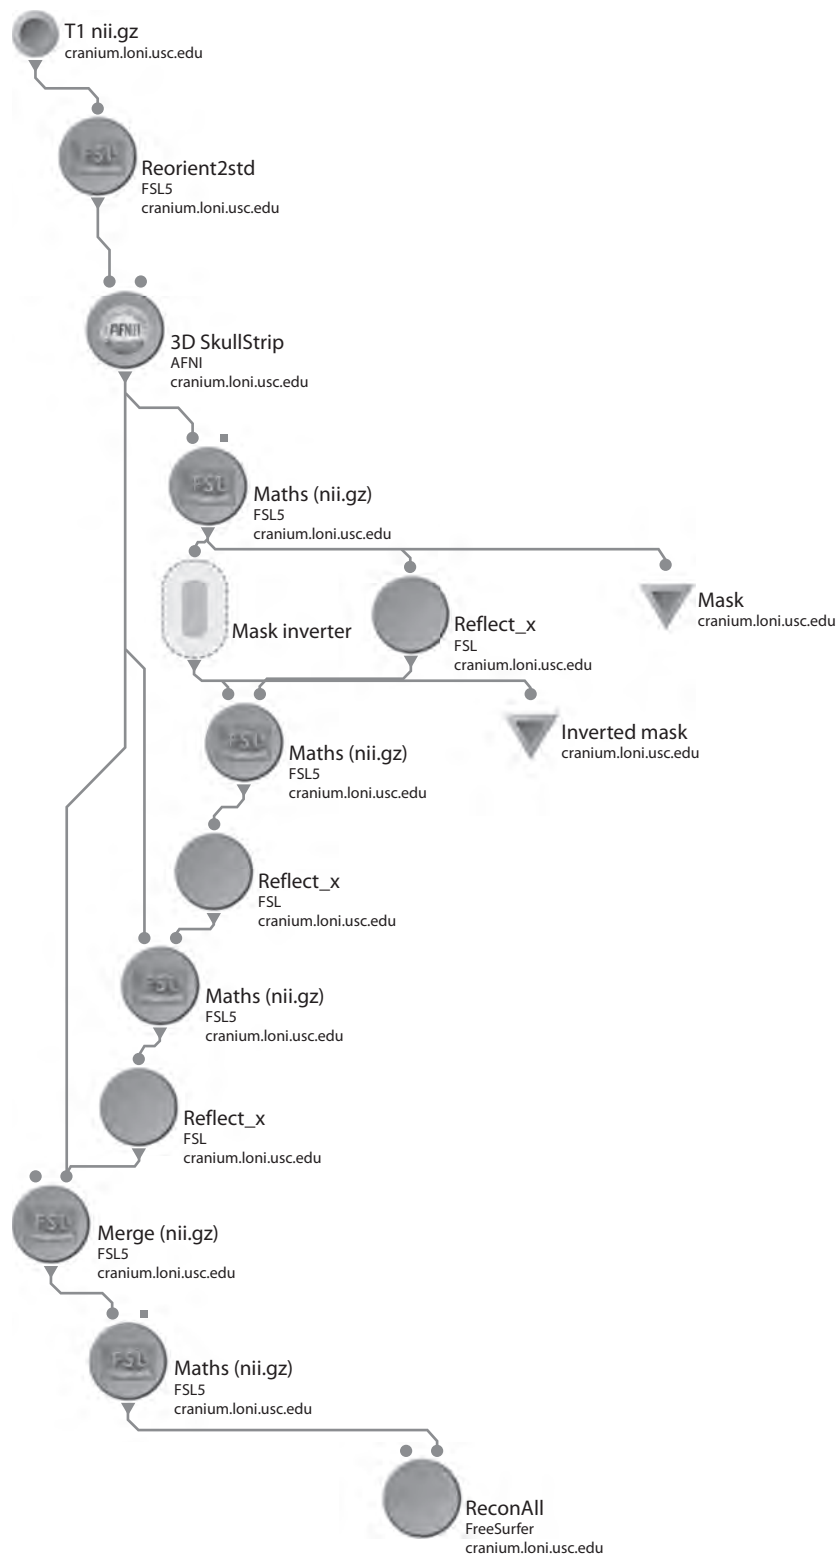 T1 nii.gz
cranium.loni.usc.edu
FSL
Reorient2std
FSL5
cranium.loni.usc.edu
AFNI
3D SkullStrip
AFNI
cranium.loni.usc.edu
FSL
Maths (nii.gz)
FSL5
cranium.loni.usc.edu
Mask inverter
Reflect_x
FSL
cranium.loni.usc.edu
Mask
cranium.loni.usc.edu
FSL
Maths (nii.gz)
FSL5
cranium.loni.usc.edu
Inverted mask
cranium.loni.usc.edu
Reflect_x
FSL
cranium.loni.usc.edu
FSL
Maths (nii.gz)
FSL5
cranium.loni.usc.edu
Reflect_x
FSL
cranium.loni.usc.edu
FSL
Merge (nii.gz)
FSL5
cranium.loni.usc.edu
FSL
Maths (nii.gz)
FSL5
cranium.loni.usc.edu
ReconAll
FreeSurfer
cranium.loni.usc.edu